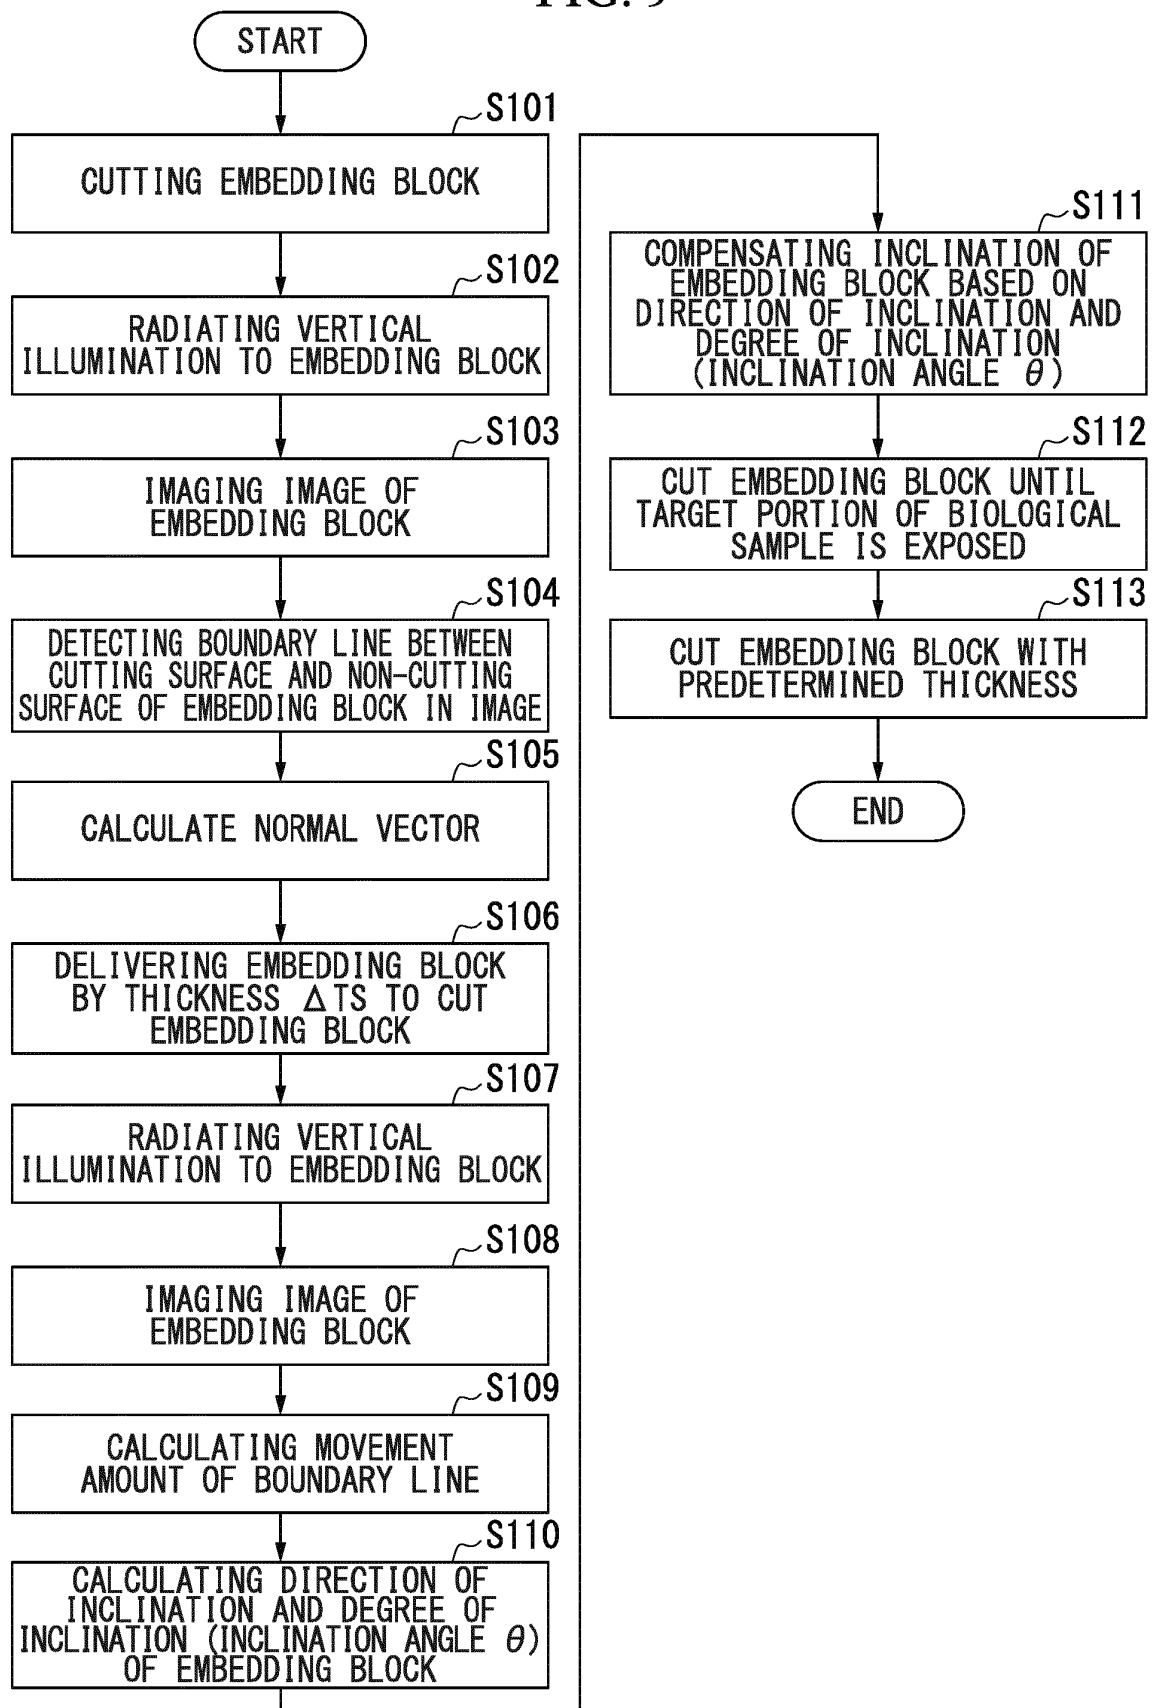 START
S101
CUTTING EMBEDDING BLOCK
S102
RADIATING VERTICAL
ILLUMINATION TO EMBEDDING BLOCK
S103
IMAGING IMAGE OF
EMBEDDING BLOCK
S104
DETECTING BOUNDARY LINE BETWEEN
CUTTING SURFACE AND NON-CUTTING
SURFACE OF EMBEDDING BLOCK IN IMAGE
S105
CALCULATE NORMAL VECTOR
S106
DELIVERING EMBEDDING BLOCK
BY THICKNESS ΔTS TO CUT
EMBEDDING BLOCK
S107
RADIATING VERTICAL
ILLUMINATION TO EMBEDDING BLOCK
S108
IMAGING IMAGE OF
EMBEDDING BLOCK
S109
CALCULATING MOVEMENT
AMOUNT OF BOUNDARY LINE
S110
CALCULATING DIRECTION OF
INCLINATION AND DEGREE OF
INCLINATION (INCLINATION ANGLE θ)
OF EMBEDDING BLOCK
S111
COMPENSATING INCLINATION OF
EMBEDDING BLOCK BASED ON
DIRECTION OF INCLINATION AND
DEGREE OF INCLINATION
(INCLINATION ANGLE θ)
S112
CUT EMBEDDING BLOCK UNTIL
TARGET PORTION OF BIOLOGICAL
SAMPLE IS EXPOSED
S113
CUT EMBEDDING BLOCK WITH
PREDETERMINED THICKNESS
END